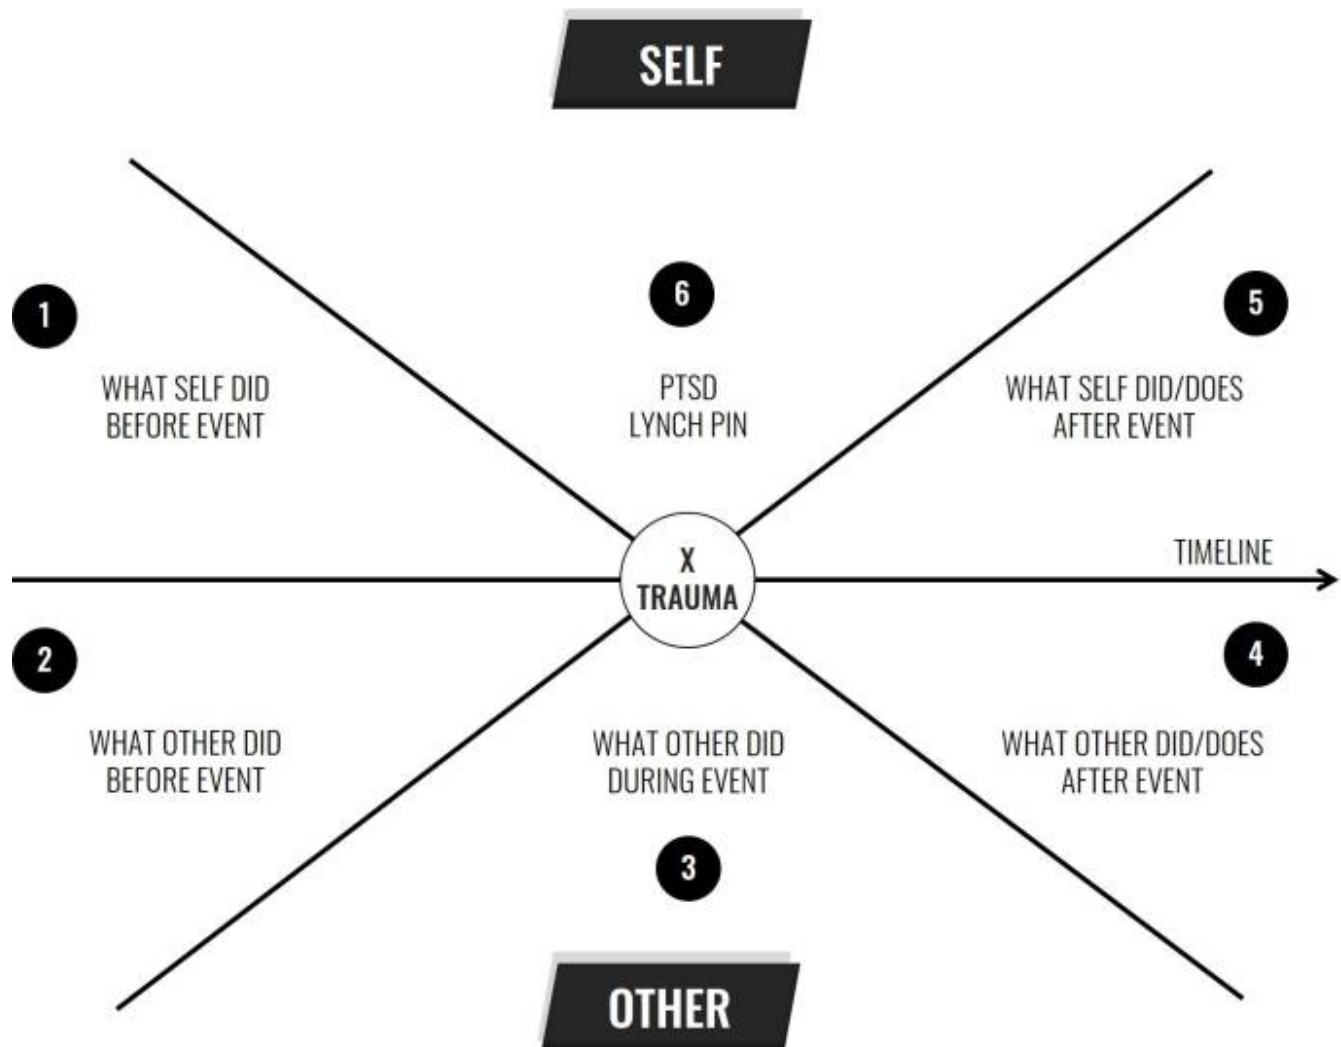 SELF
1
6
5
WHAT SELF DID
BEFORE EVENT
PTSD
LYNCH PIN
WHAT SELF DID/DOES
AFTER EVENT
TIMELINE
X
TRAUMA
2
4
WHAT OTHER DID
BEFORE EVENT
WHAT OTHER DID
DURING EVENT
WHAT OTHER DID/DOES
AFTER EVENT
3
OTHER